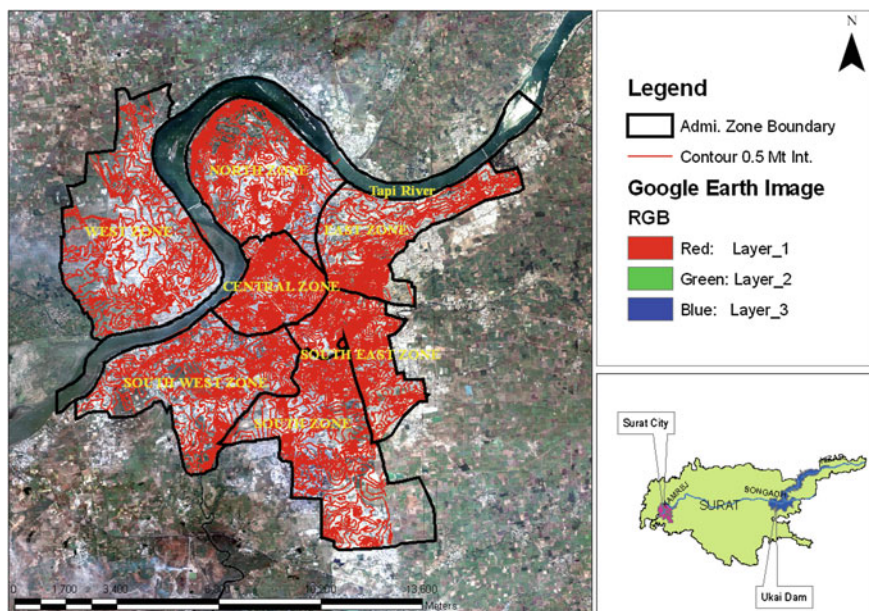 NORTH ZONE
Tapi River
WEST ZONE
EAST ZONE
CENTRAL ZONE
SOUTH EAST ZONE
SOUTH WEST ZONE
SOUTH ZONE
0 1,700 3,400 10,200 13,600
Meters
N
Legend
Admi. Zone Boundary
Contour 0.5 Mt Int.
Google Earth Image
RGB
Red: Layer_1
Green: Layer_2
Blue: Layer_3
Surat City
SURAT
Ukai Dam